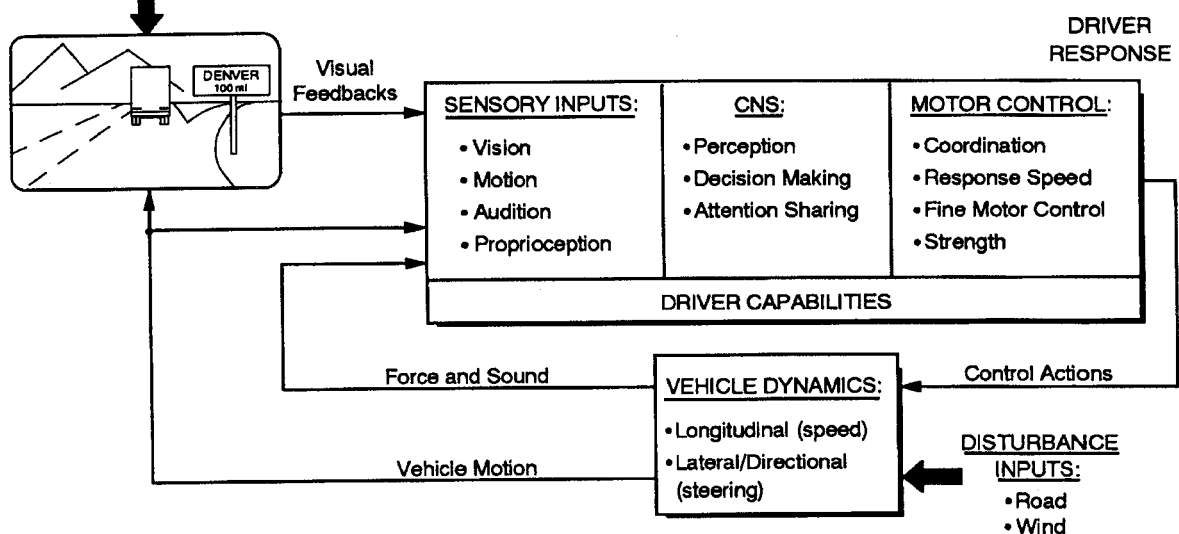 DRIVER
RESPONSE
DENVER
100 mi
Visual
Feedbacks
SENSORY INPUTS:
• Vision
• Motion
• Audition
• Proprioception
CNS:
• Perception
• Decision Making
• Attention Sharing
MOTOR CONTROL:
• Coordination
• Response Speed
• Fine Motor Control
• Strength
DRIVER CAPABILITIES
Force and Sound
Vehicle Motion
VEHICLE DYNAMICS:
• Longitudinal (speed)
• Lateral/Directional
(steering)
Control Actions
DISTURBANCE
INPUTS:
• Road
• Wind